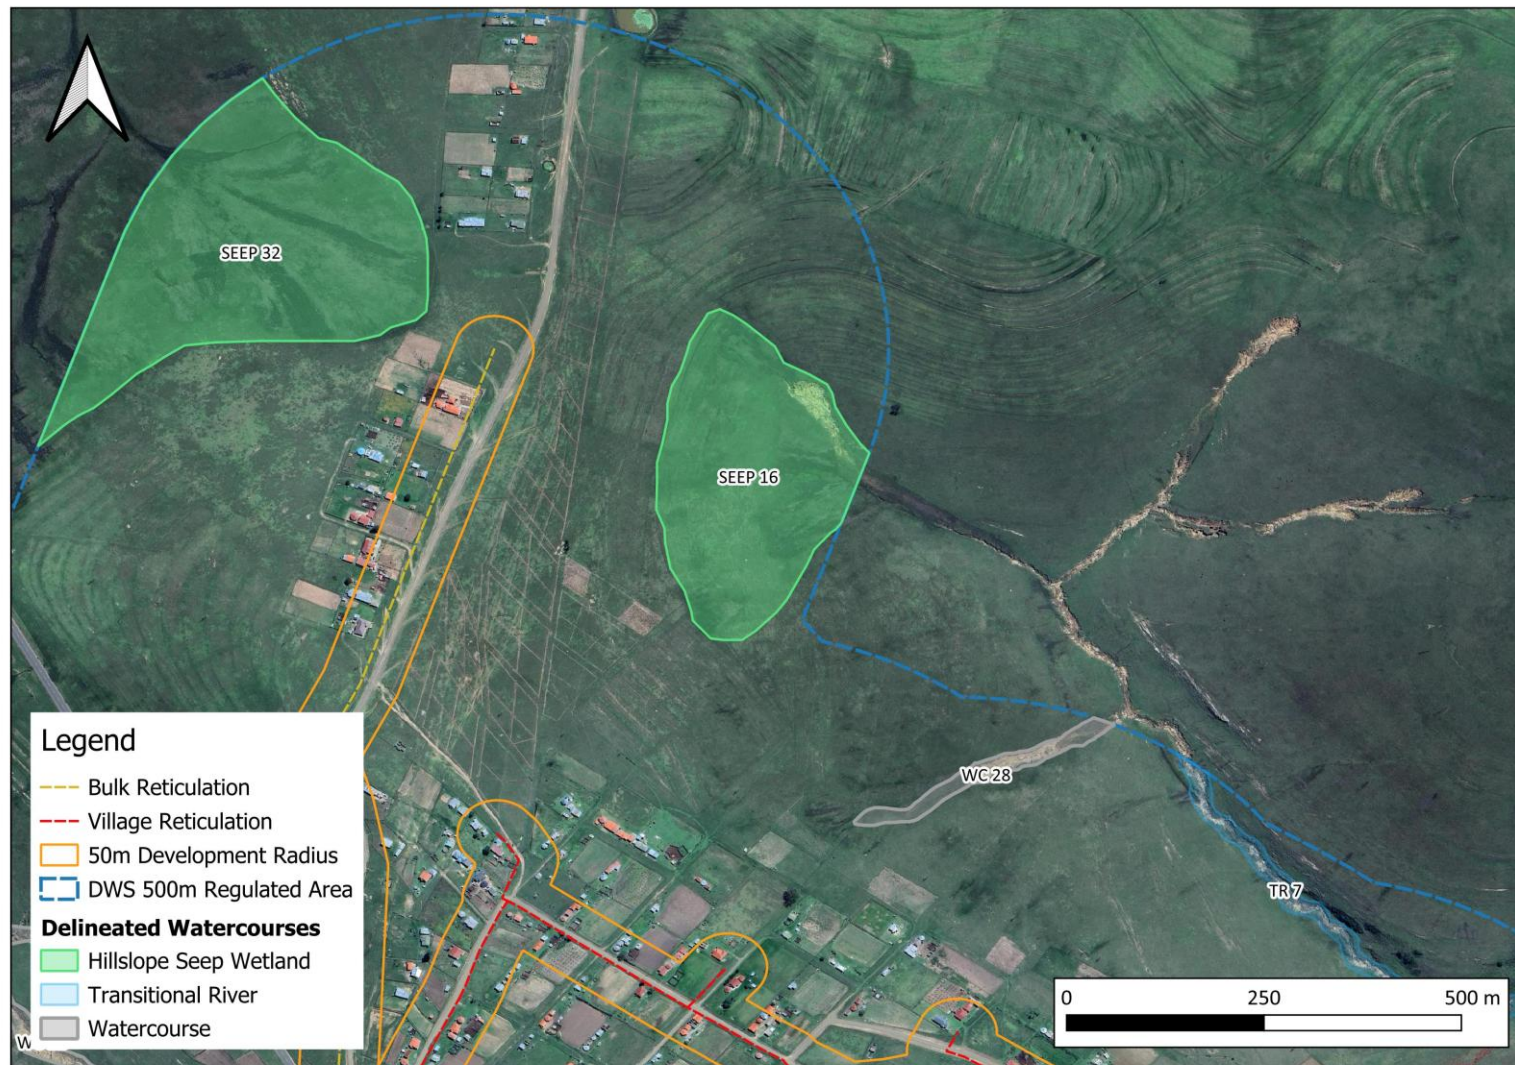 SEEP 32
SEEP 16
WC 28
TR 7
Legend
Bulk Reticulation
Village Reticulation
50m Development Radius
DWS 500m Regulated Area
Delineated Watercourses
Hillslope Seep Wetland
Transitional River
Watercourse
0 250 500 m